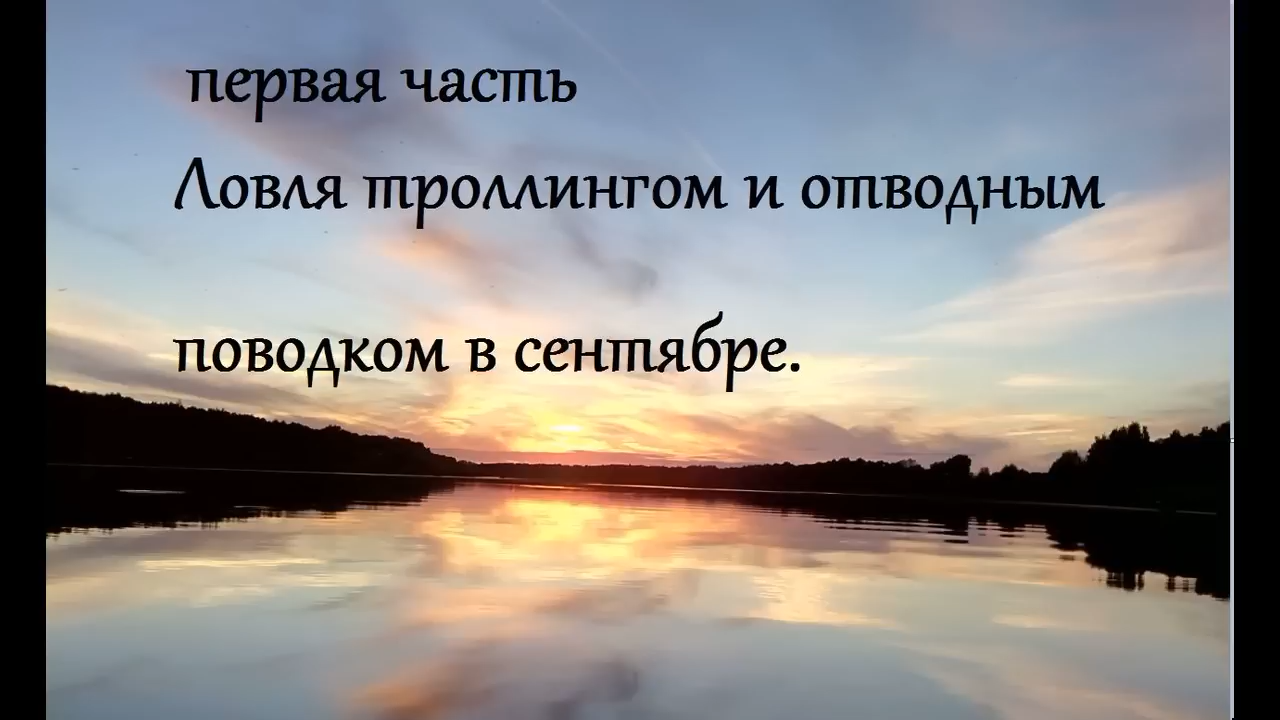 первая часть
Ловля троллингом и отводным
поводком в сентябре.